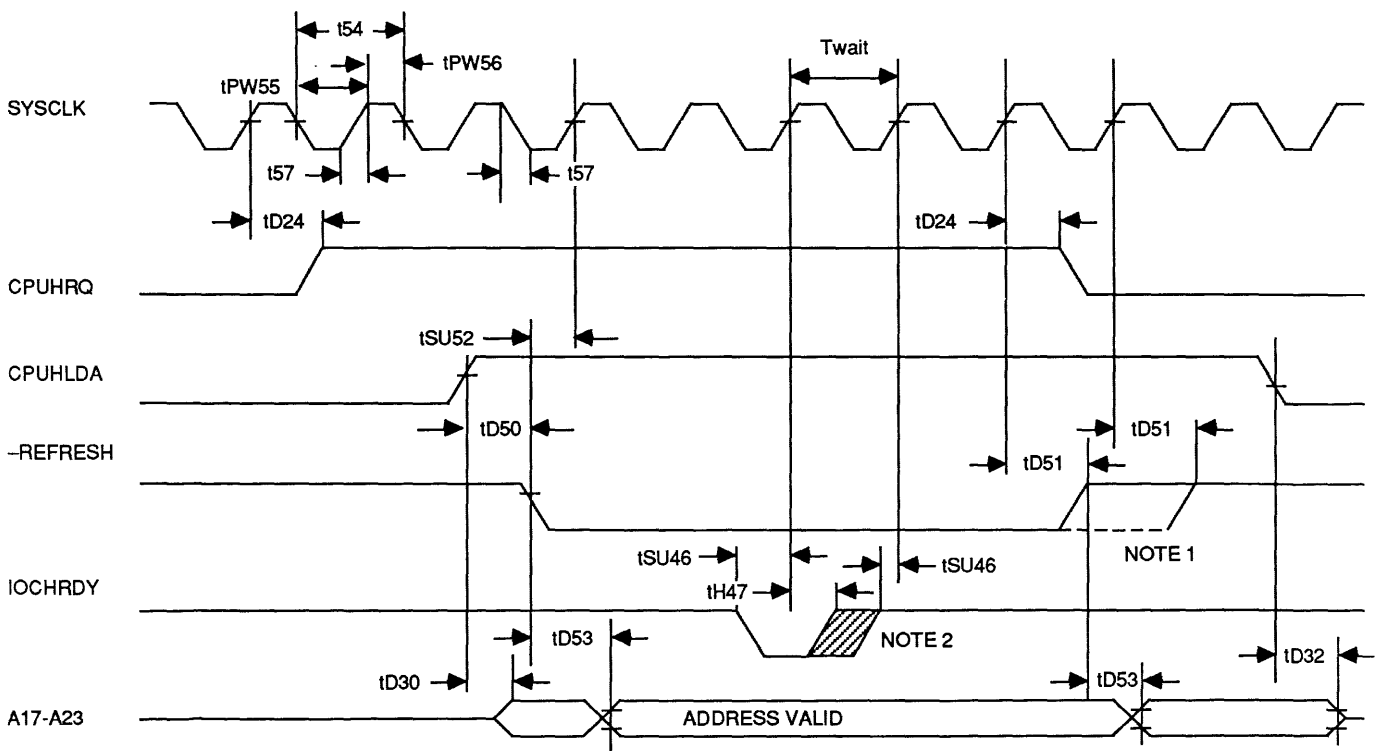 t54
Twait
tPW56
tPW55
SYSCLK
t57
t57
tD24
tD24
CPUHRQ
tSU52
CPUHLDA
tD50
tD51
–REFRESH
tD51
tSU46
NOTE 1
tSU46
IOCHRDY
tH47
tD53
NOTE 2
tD32
tD30
tD53
A17-A23
ADDRESS VALID